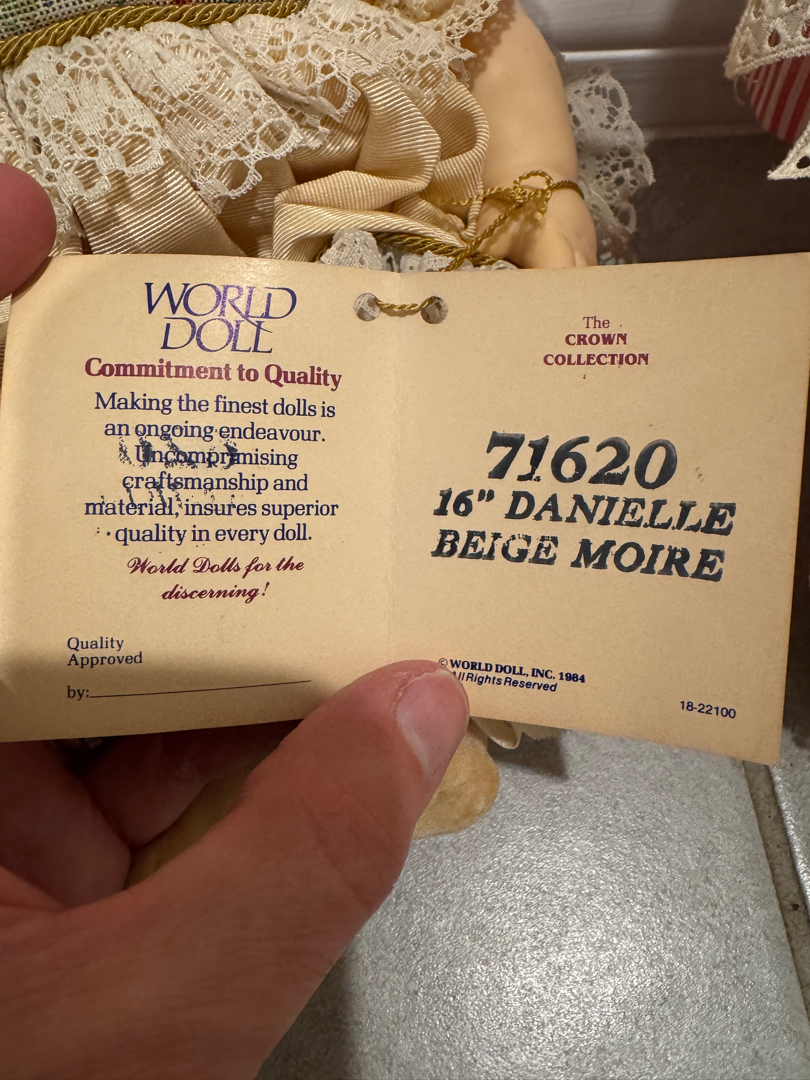 WORLD
DOLL
Commitment to Quality
Making the finest dolls is
an ongoing endeavour.
Uncompromising
craftsmanship and
material, insures superior
quality in every doll.
World Dolls for the
discerning!
Quality
Approved
by:
The
CROWN
COLLECTION
71620
16" DANIELLE
BEIGE MOIRE
© WORLD DOLL, INC. 1984
All Rights Reserved
18-22100